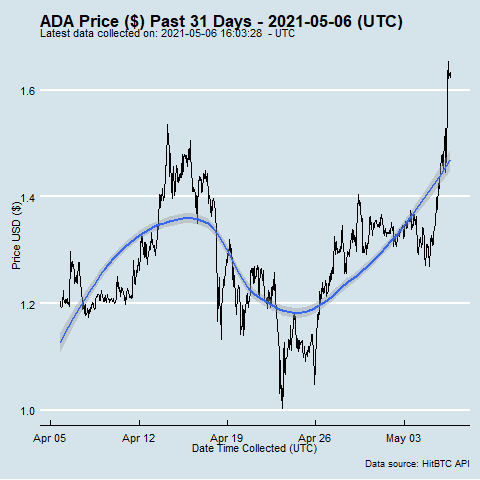 ADA Price ($) Past 31 Days - 2021-05-06 (UTC)
Latest data collected on: 2021-05-06 16:03:28 - UTC
Price USD ($)
1.6
1.4
1.2
1.0
Apr 05 Apr 12 Apr 19 Apr 26 May 03
Date Time Collected (UTC)
Data source: HitBTC API